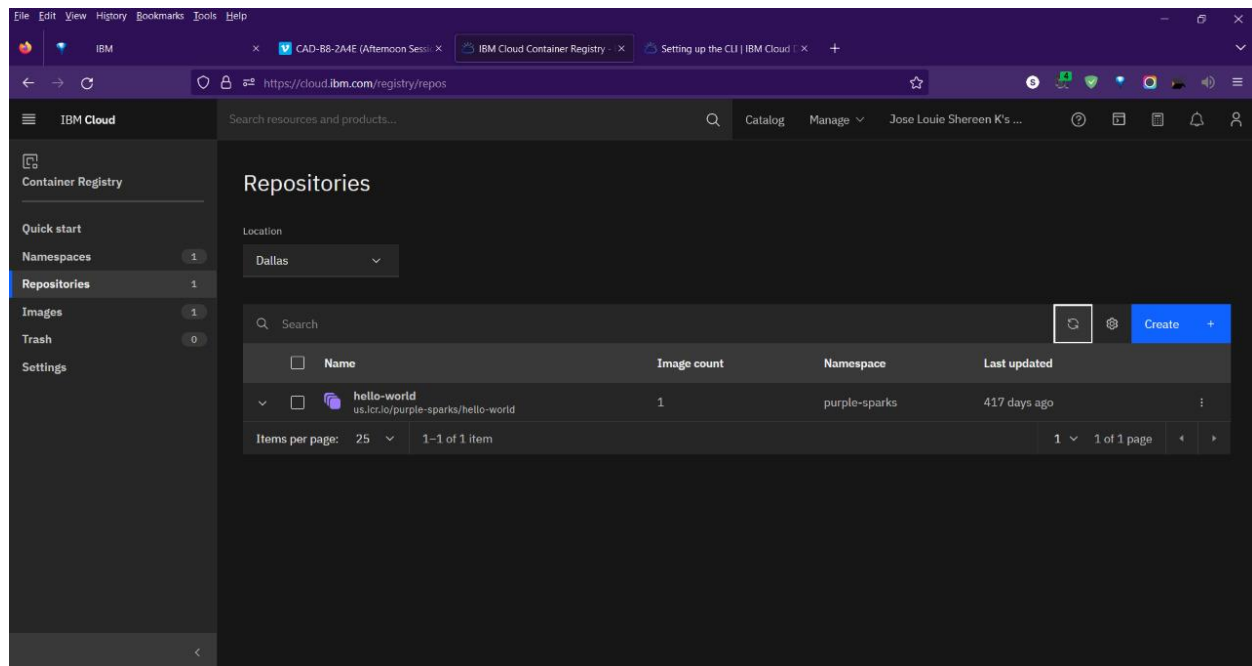 File Edit View History Bookmarks Tools Help
IBM
CAD-B8-2A4E (Afternoon Sessic
IBM Cloud Container Registry -
Setting up the CLI | IBM Cloud
https://cloud.ibm.com/registry/repos
S
4
IBM Cloud
Search resources and products...
Catalog
Manage
Jose Louie Shereen K's ...
Container Registry
Repositories
Quick start
Location
Namespaces 1
Dallas
Repositories 1
Images 1
Search
Create +
Trash 0
Name Image count Namespace Last updated
Settings
hello-world
us.icr.io/purple-sparks/hello-world
1 purple-sparks 417 days ago
Items per page: 25 1–1 of 1 item 1 1 of 1 page